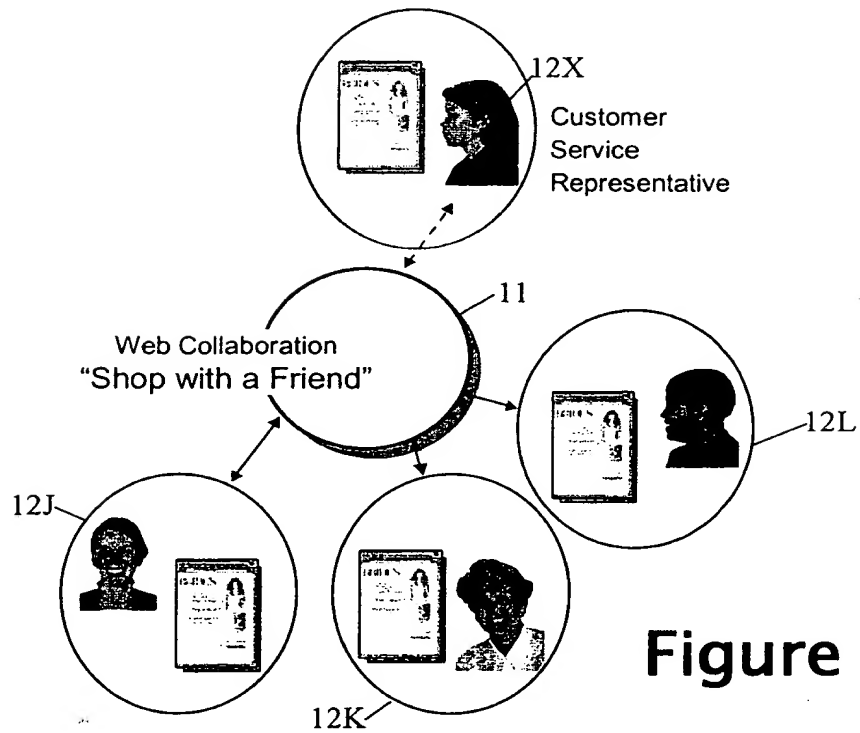 12X
Customer
Service
Representative
11
Web Collaboration
“Shop with a Friend”
12L
12J
12K
Figure